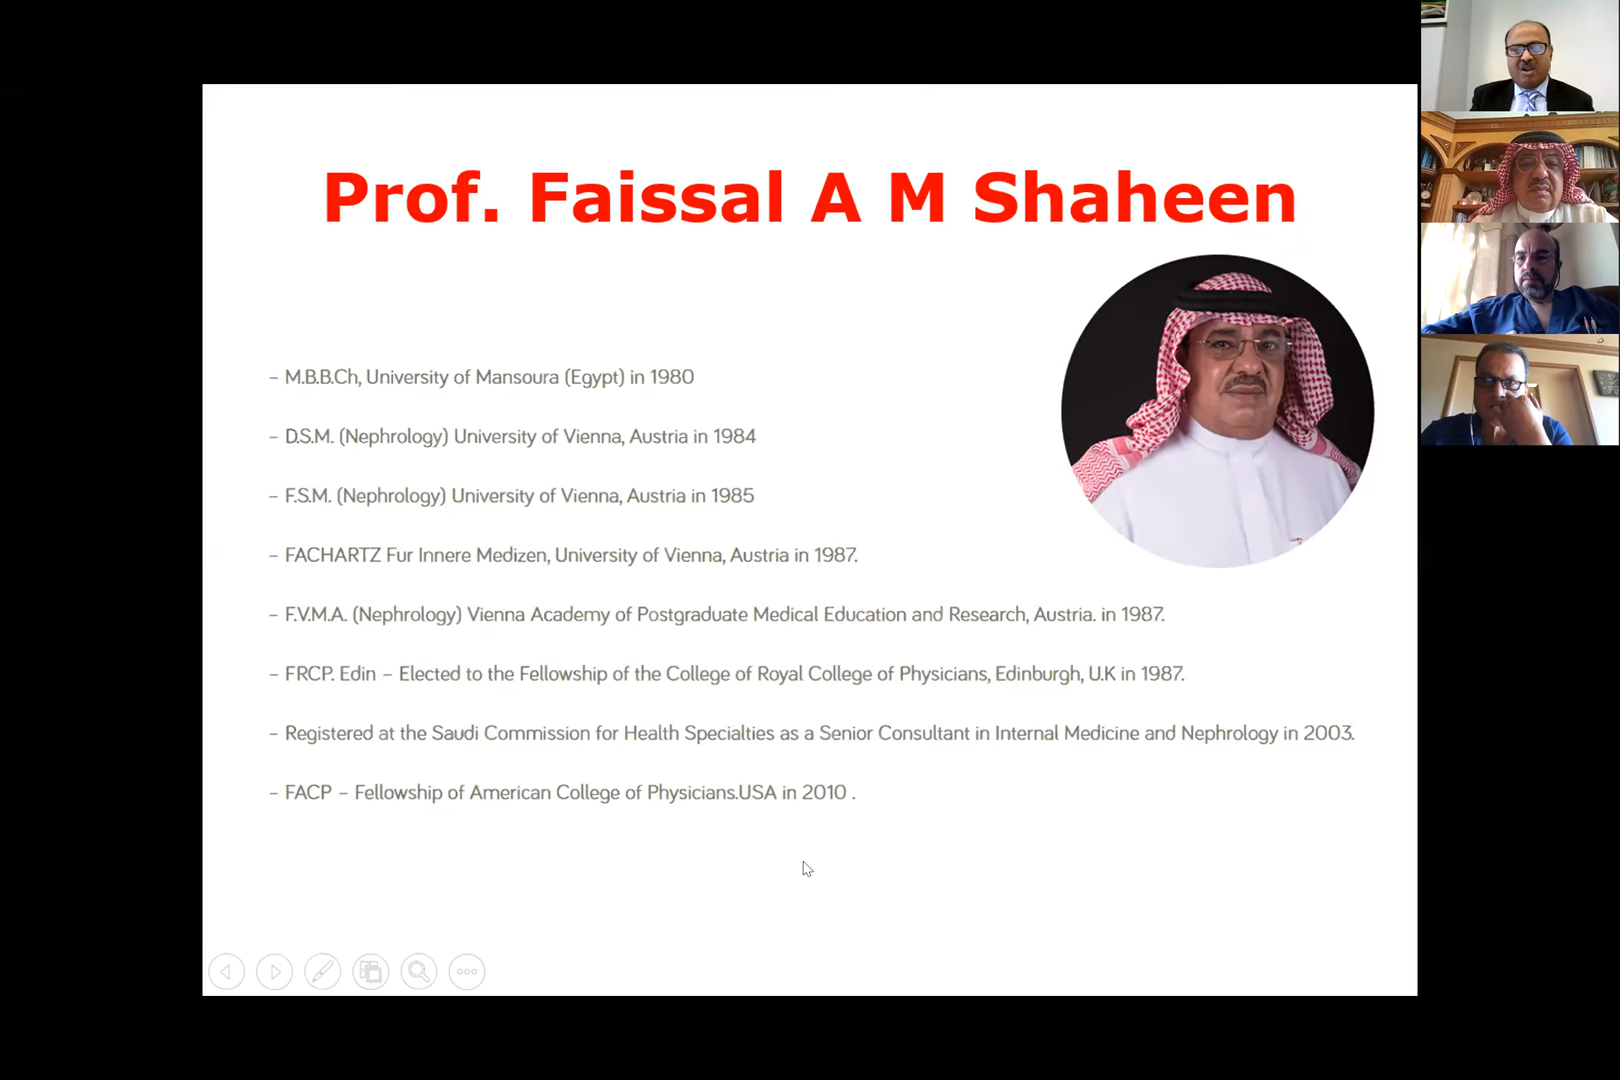 Prof. Faissal A M Shaheen
– M.B.B.Ch, University of Mansoura (Egypt) in 1980
– D.S.M. (Nephrology) University of Vienna, Austria in 1984
– F.S.M. (Nephrology) University of Vienna, Austria in 1985
– FACHARTZ Fur Innere Medizen, University of Vienna, Austria in 1987.
– F.V.M.A. (Nephrology) Vienna Academy of Postgraduate Medical Education and Research, Austria. in 1987.
– FRCP. Edin – Elected to the Fellowship of the College of Royal College of Physicians, Edinburgh, U.K in 1987.
– Registered at the Saudi Commission for Health Specialties as a Senior Consultant in Internal Medicine and Nephrology in 2003.
– FACP – Fellowship of American College of Physicians.USA in 2010 .